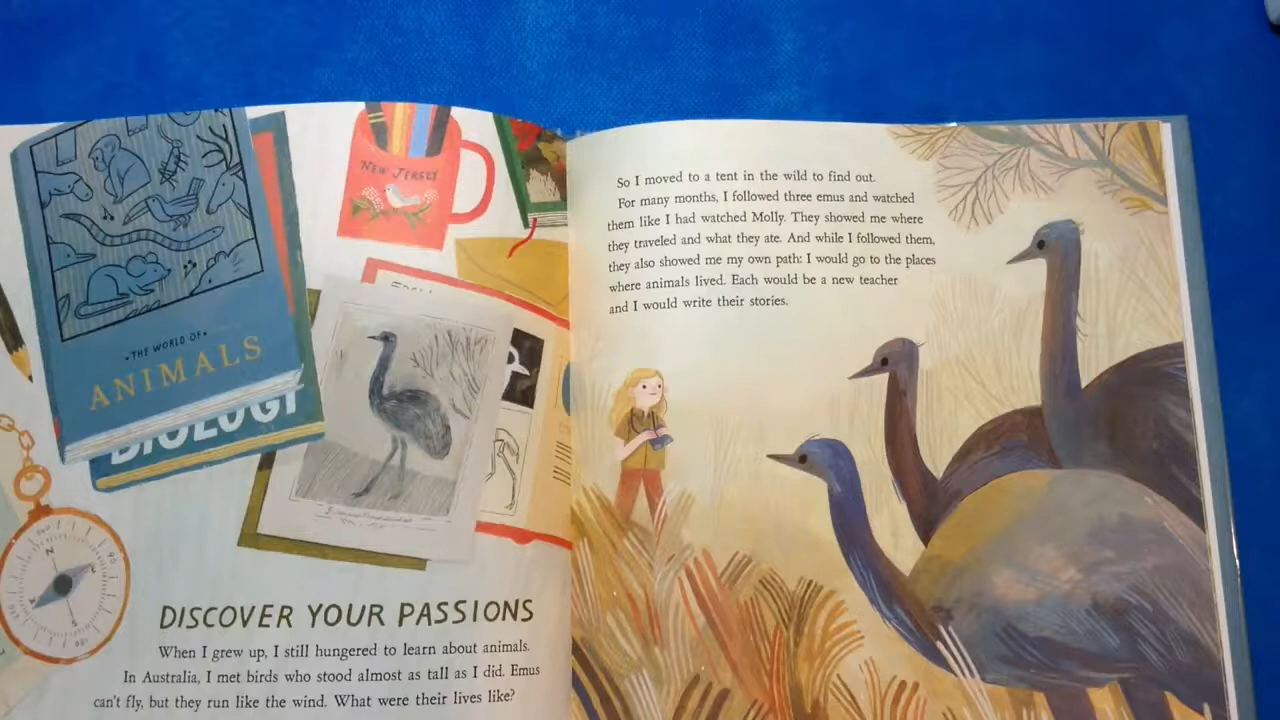 THE WORLD OF
ANIMALS
BIOLOGY
NEW JERSEY
N
DISCOVER YOUR PASSIONS
When I grew up, I still hungered to learn about animals.
In Australia, I met birds who stood almost as tall as I did. Emus
can't fly, but they run like the wind. What were their lives like?
So I moved to a tent in the wild to find out.
For many months, I followed three emus and watched
them like I had watched Molly. They showed me where
they traveled and what they ate. And while I followed them,
they also showed me my own path: I would go to the places
where animals lived. Each would be a new teacher
and I would write their stories.